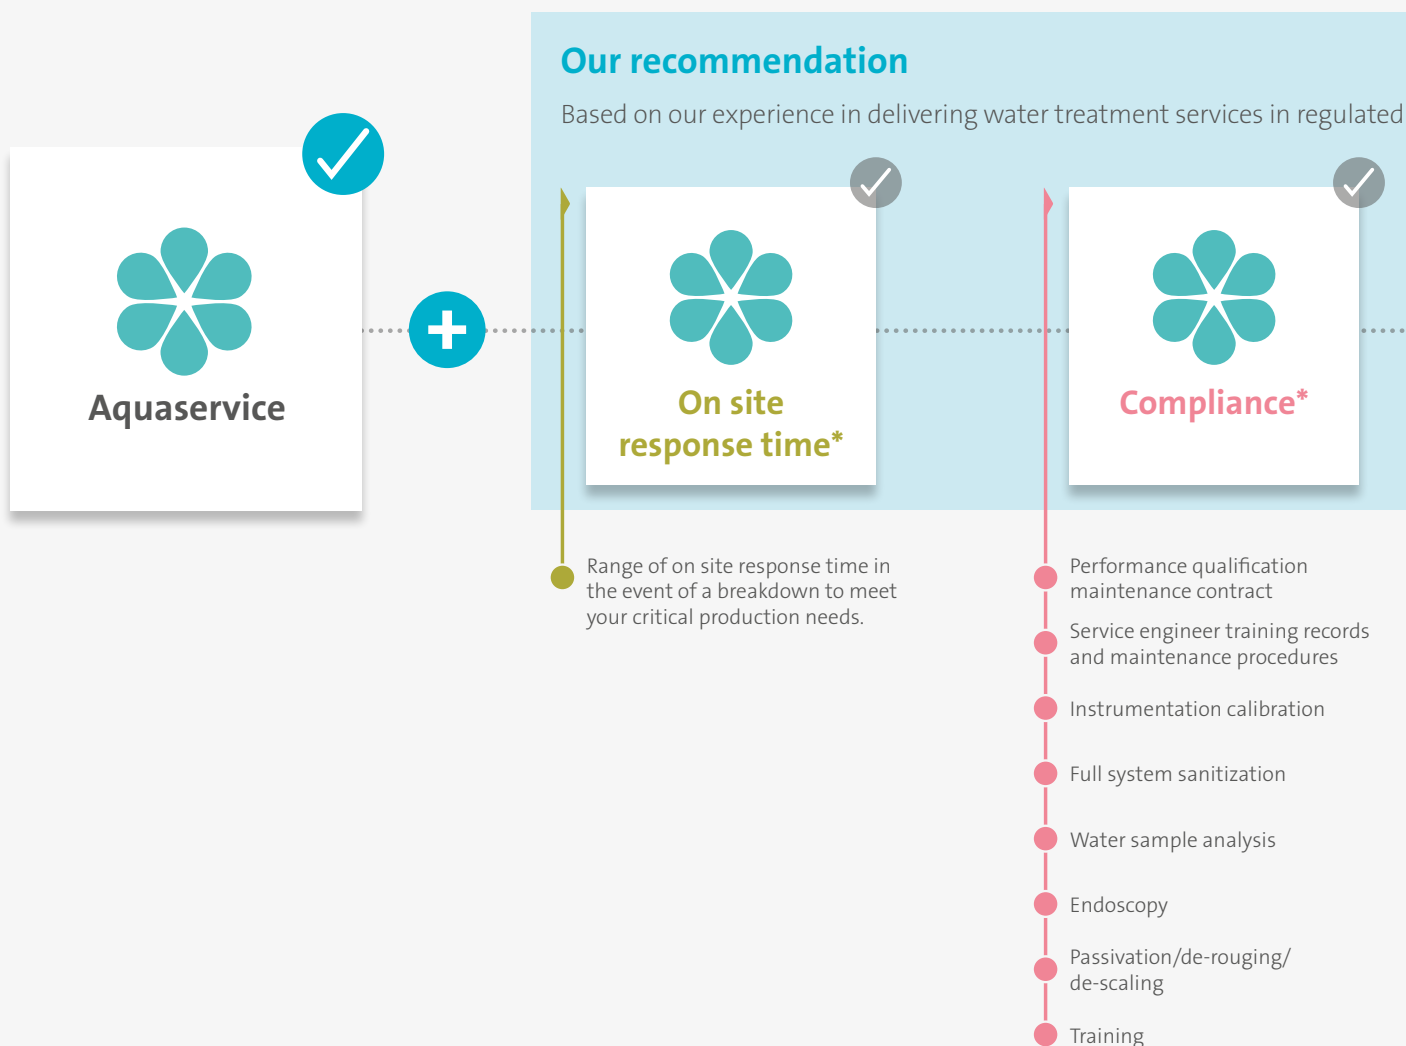 Our recommendation
Based on our experience in delivering water treatment services in regulated
Aquaservice
On site
response time*
Compliance*
Range of on site response time in
the event of a breakdown to meet
your critical production needs.
Performance qualification
maintenance contract
Service engineer training records
and maintenance procedures
Instrumentation calibration
Full system sanitization
Water sample analysis
Endoscopy
Passivation/de-rouging/
de-scaling
Training